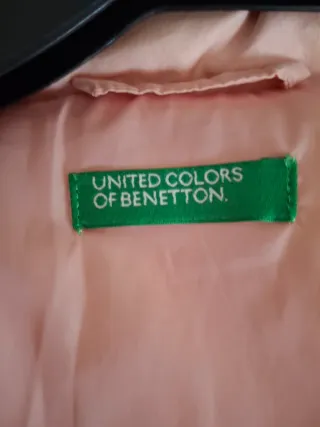 UNITED COLORS
OF BENETTON.